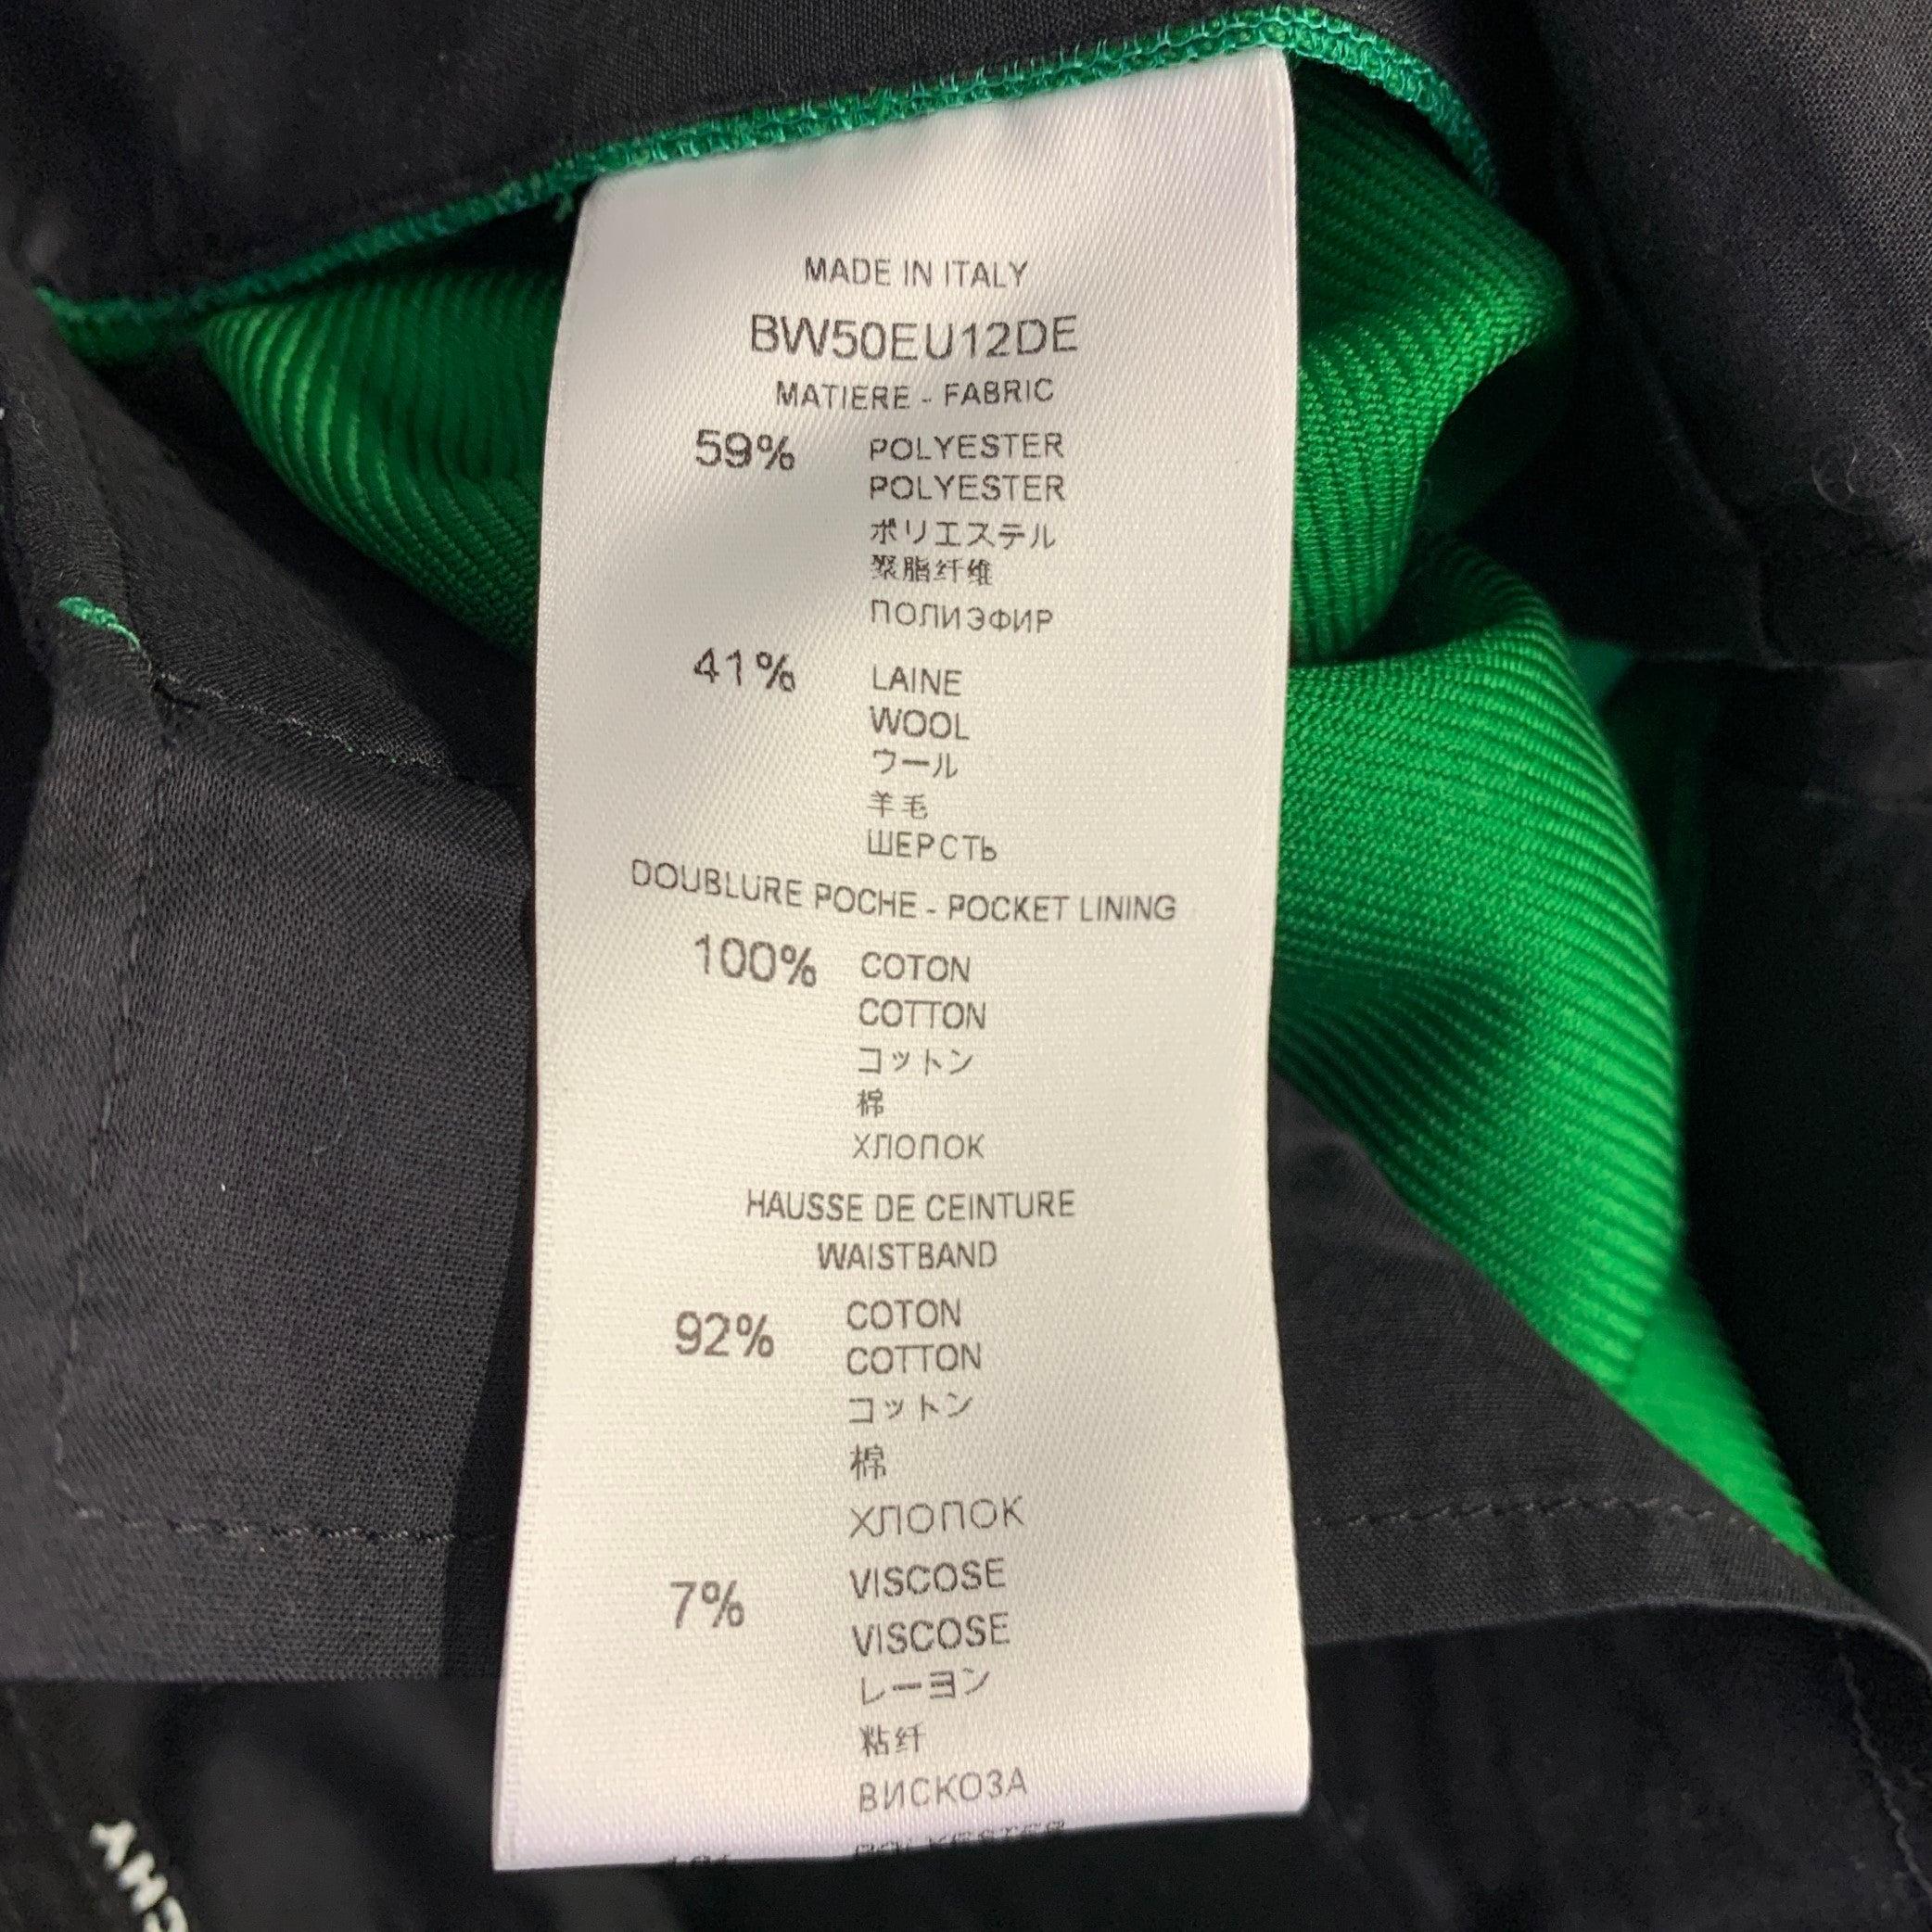 MADE IN ITALY
BW50EU12DE
MATIERE - FABRIC
59% POLYESTER
POLYESTER
ポリエステル
聚脂纤维
ПОЛИЭФИР
41% LAINE
WOOL
ウール
羊毛
ШЕРСТЬ
DOUBLURE POCHE - POCKET LINING
100% COTON
COTTON
コットン
棉
ХЛОПОК
HAUSSE DE CEINTURE
WAISTBAND
92% COTON
COTTON
コットン
棉
ХЛОПОК
7% VISCOSE
VISCOSE
レーヨン
粘纤
ВИСКОЗА